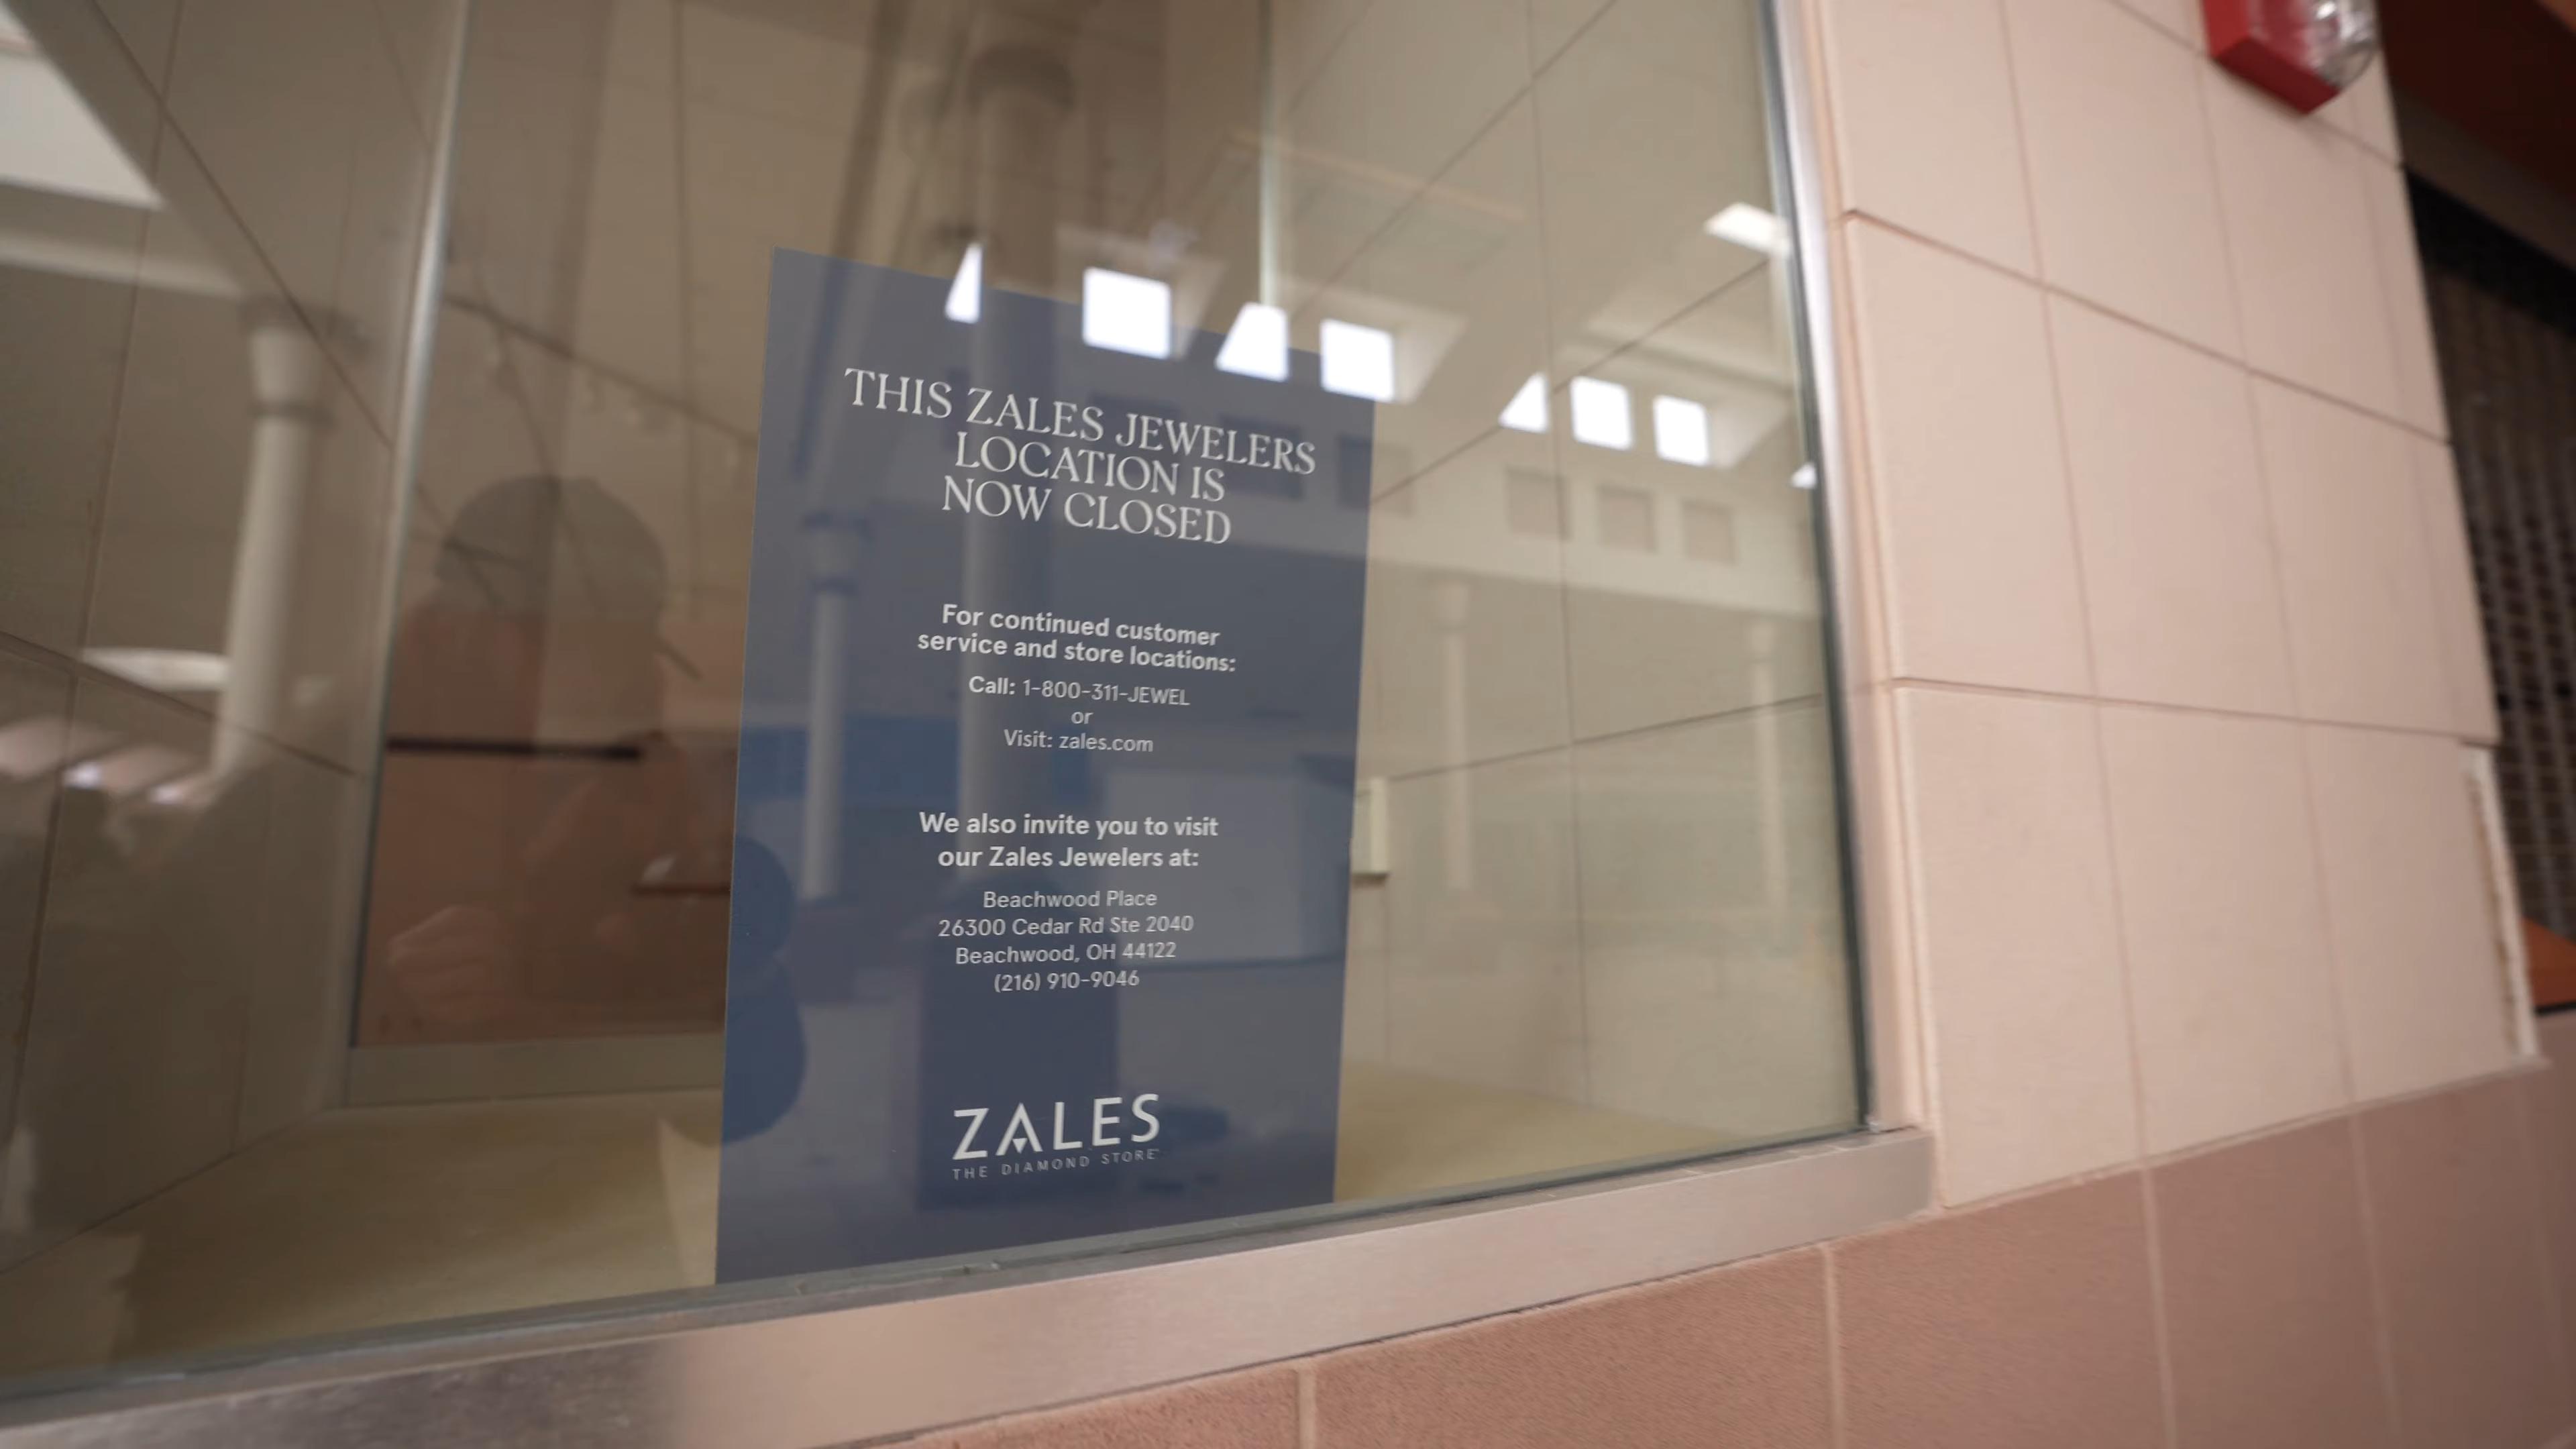 THIS ZALES JEWELERS
LOCATION IS
NOW CLOSED
For continued customer
service and store locations:
Call: 1-800-311-JEWEL
or
Visit: zales.com
We also invite you to visit
our Zales Jewelers at:
Beachwood Place
26300 Cedar Rd Ste 2040
Beachwood, OH 44122
(216) 910-9046
ZALES
THE DIAMOND STORE